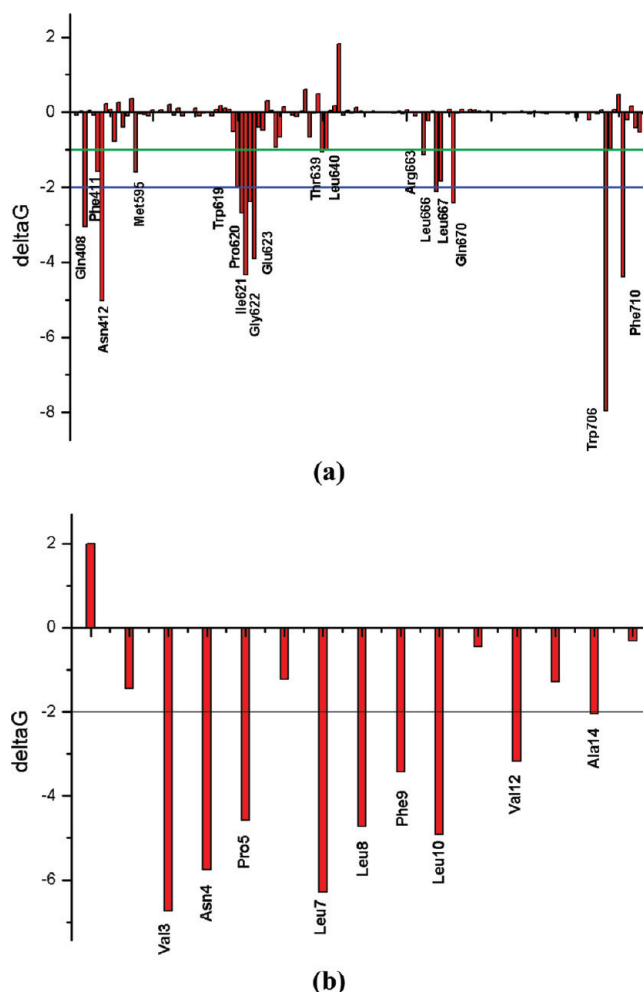 2
0
-2
-4
-6
-8
deltaG
Gln408
Phe411
Asn412
Met595
Trp619
Pro620
Ile621
Gly622
Glu623
Thr639
Leu640
Arg663
Leu666
Leu667
Gln670
Trp706
Phe710
(a)
2
0
-2
-4
-6
deltaG
Val3
Asn4
Pro5
Leu7
Leu8
Phe9
Leu10
Val12
Ala14
(b)